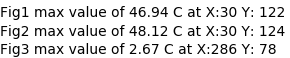 Fig1 max value of 46.94 C at X:30 Y: 122
Fig2 max value of 48.12 C at X:30 Y: 124
Fig3 max value of 2.67 C at X:286 Y: 78